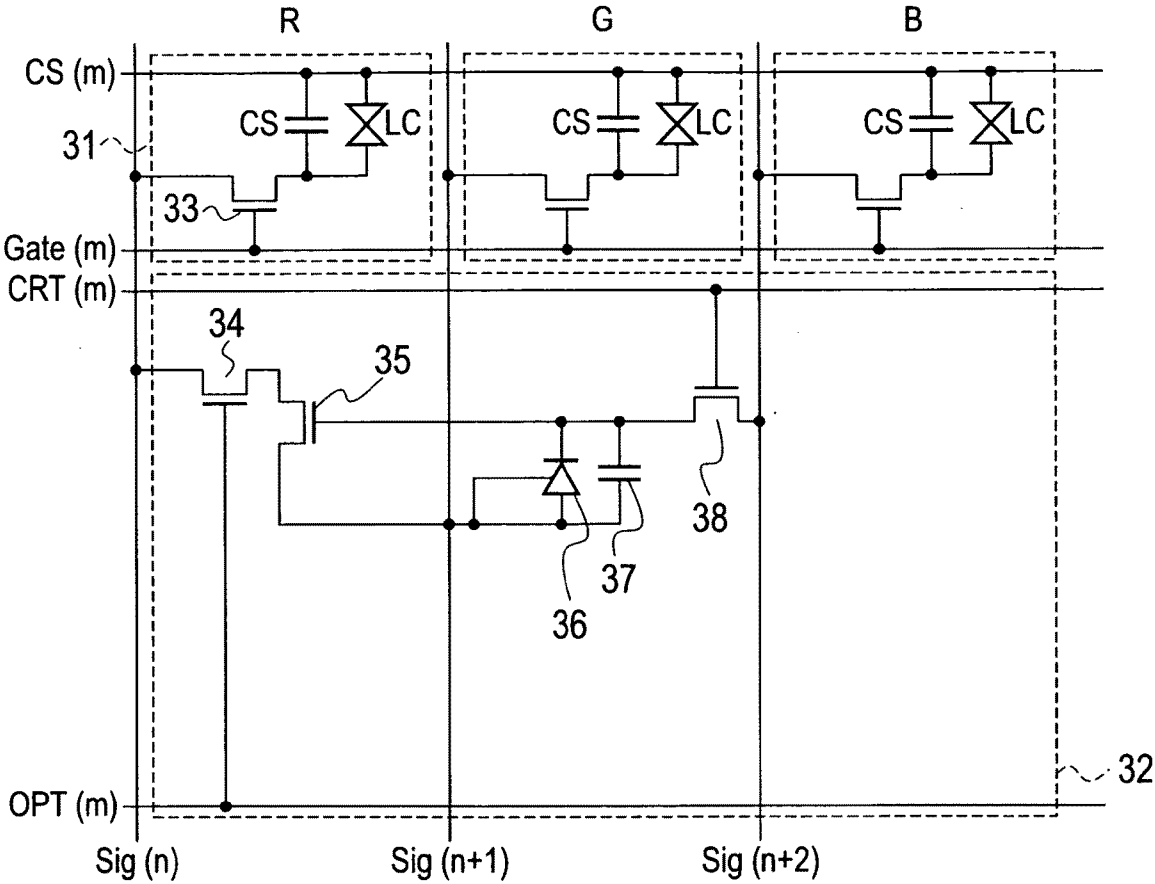 R G B
CS (m)
CS LC CS LC CS LC
31
33
Gate (m)
CRT (m)
34
35
38
37
36
32
OPT (m)
Sig (n) Sig (n+1) Sig (n+2)